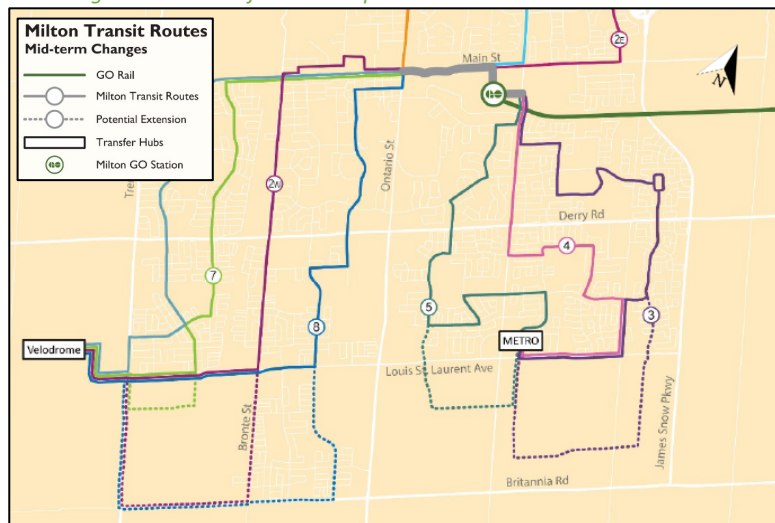 Milton Transit Routes
Mid-term Changes
GO Rail
Milton Transit Routes
Potential Extension
Transfer Hubs
GO
Milton GO Station
2E
Main St
GO
N
Ontario St
2W
Derry Rd
4
7
5
3
8
METRO
Velodrome
Louis St. Laurent Ave
James Snow Pkwy
Bronte St
Britannia Rd